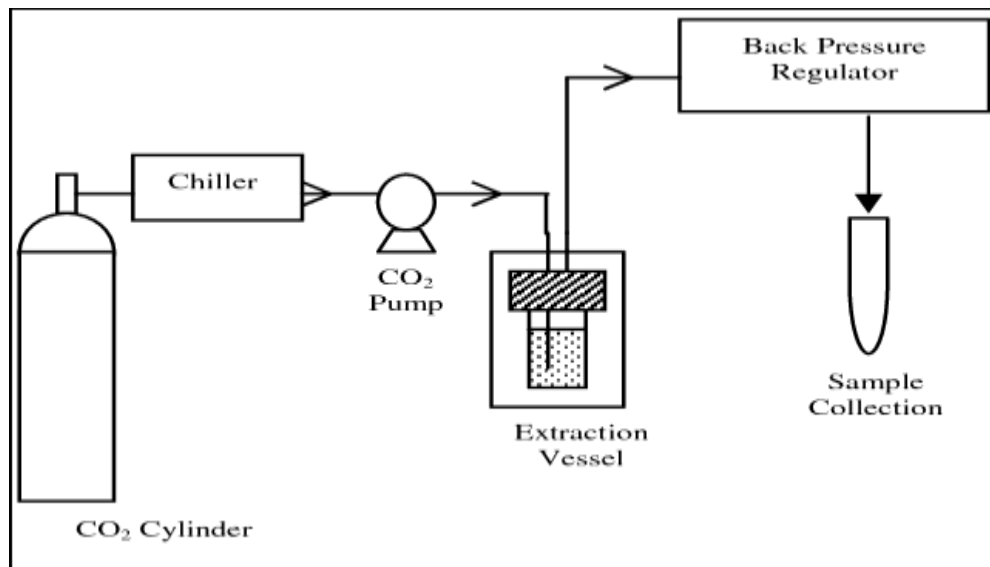 Back Pressure
Regulator
Chiller
CO₂
Pump
Extraction
Vessel
Sample
Collection
CO₂ Cylinder